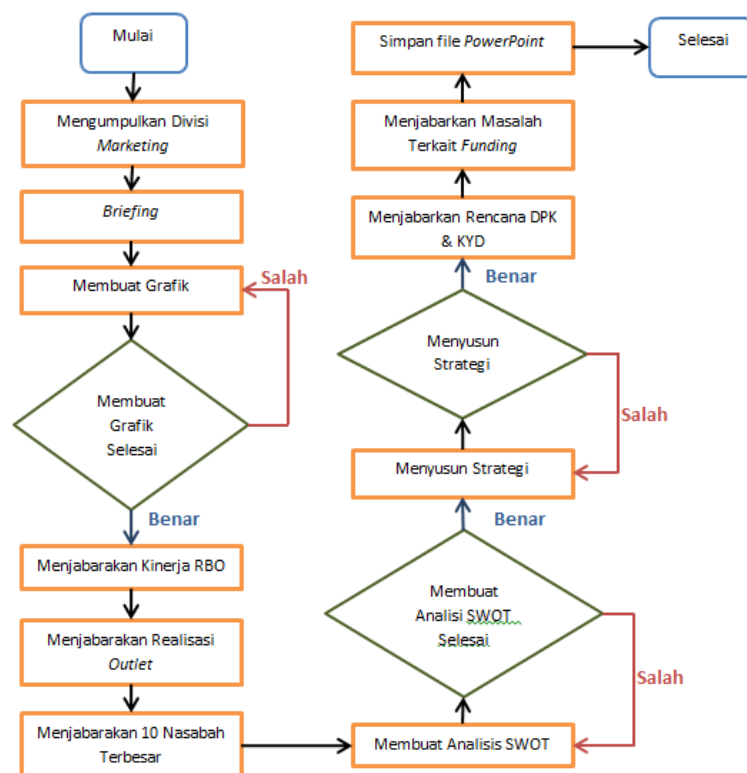 Mulai
Mengumpulkan Divisi
Marketing
Briefing
Membuat Grafik
Salah
Membuat
Grafik
Selesai
Benar
Menjabarakan Kinerja RBO
Menjabarakan Realisasi
Outlet
Menjabarakan 10 Nasabah
Terbesar
Membuat Analisis SWOT
Salah
Membuat
Analisi SWOT
Selesai
Benar
Menyusun Strategi
Salah
Menyusun
Strategi
Benar
Menjabarkan Rencana DPK
& KYD
Menjabarkan Masalah
Terkait Funding
Simpan file PowerPoint
Selesai